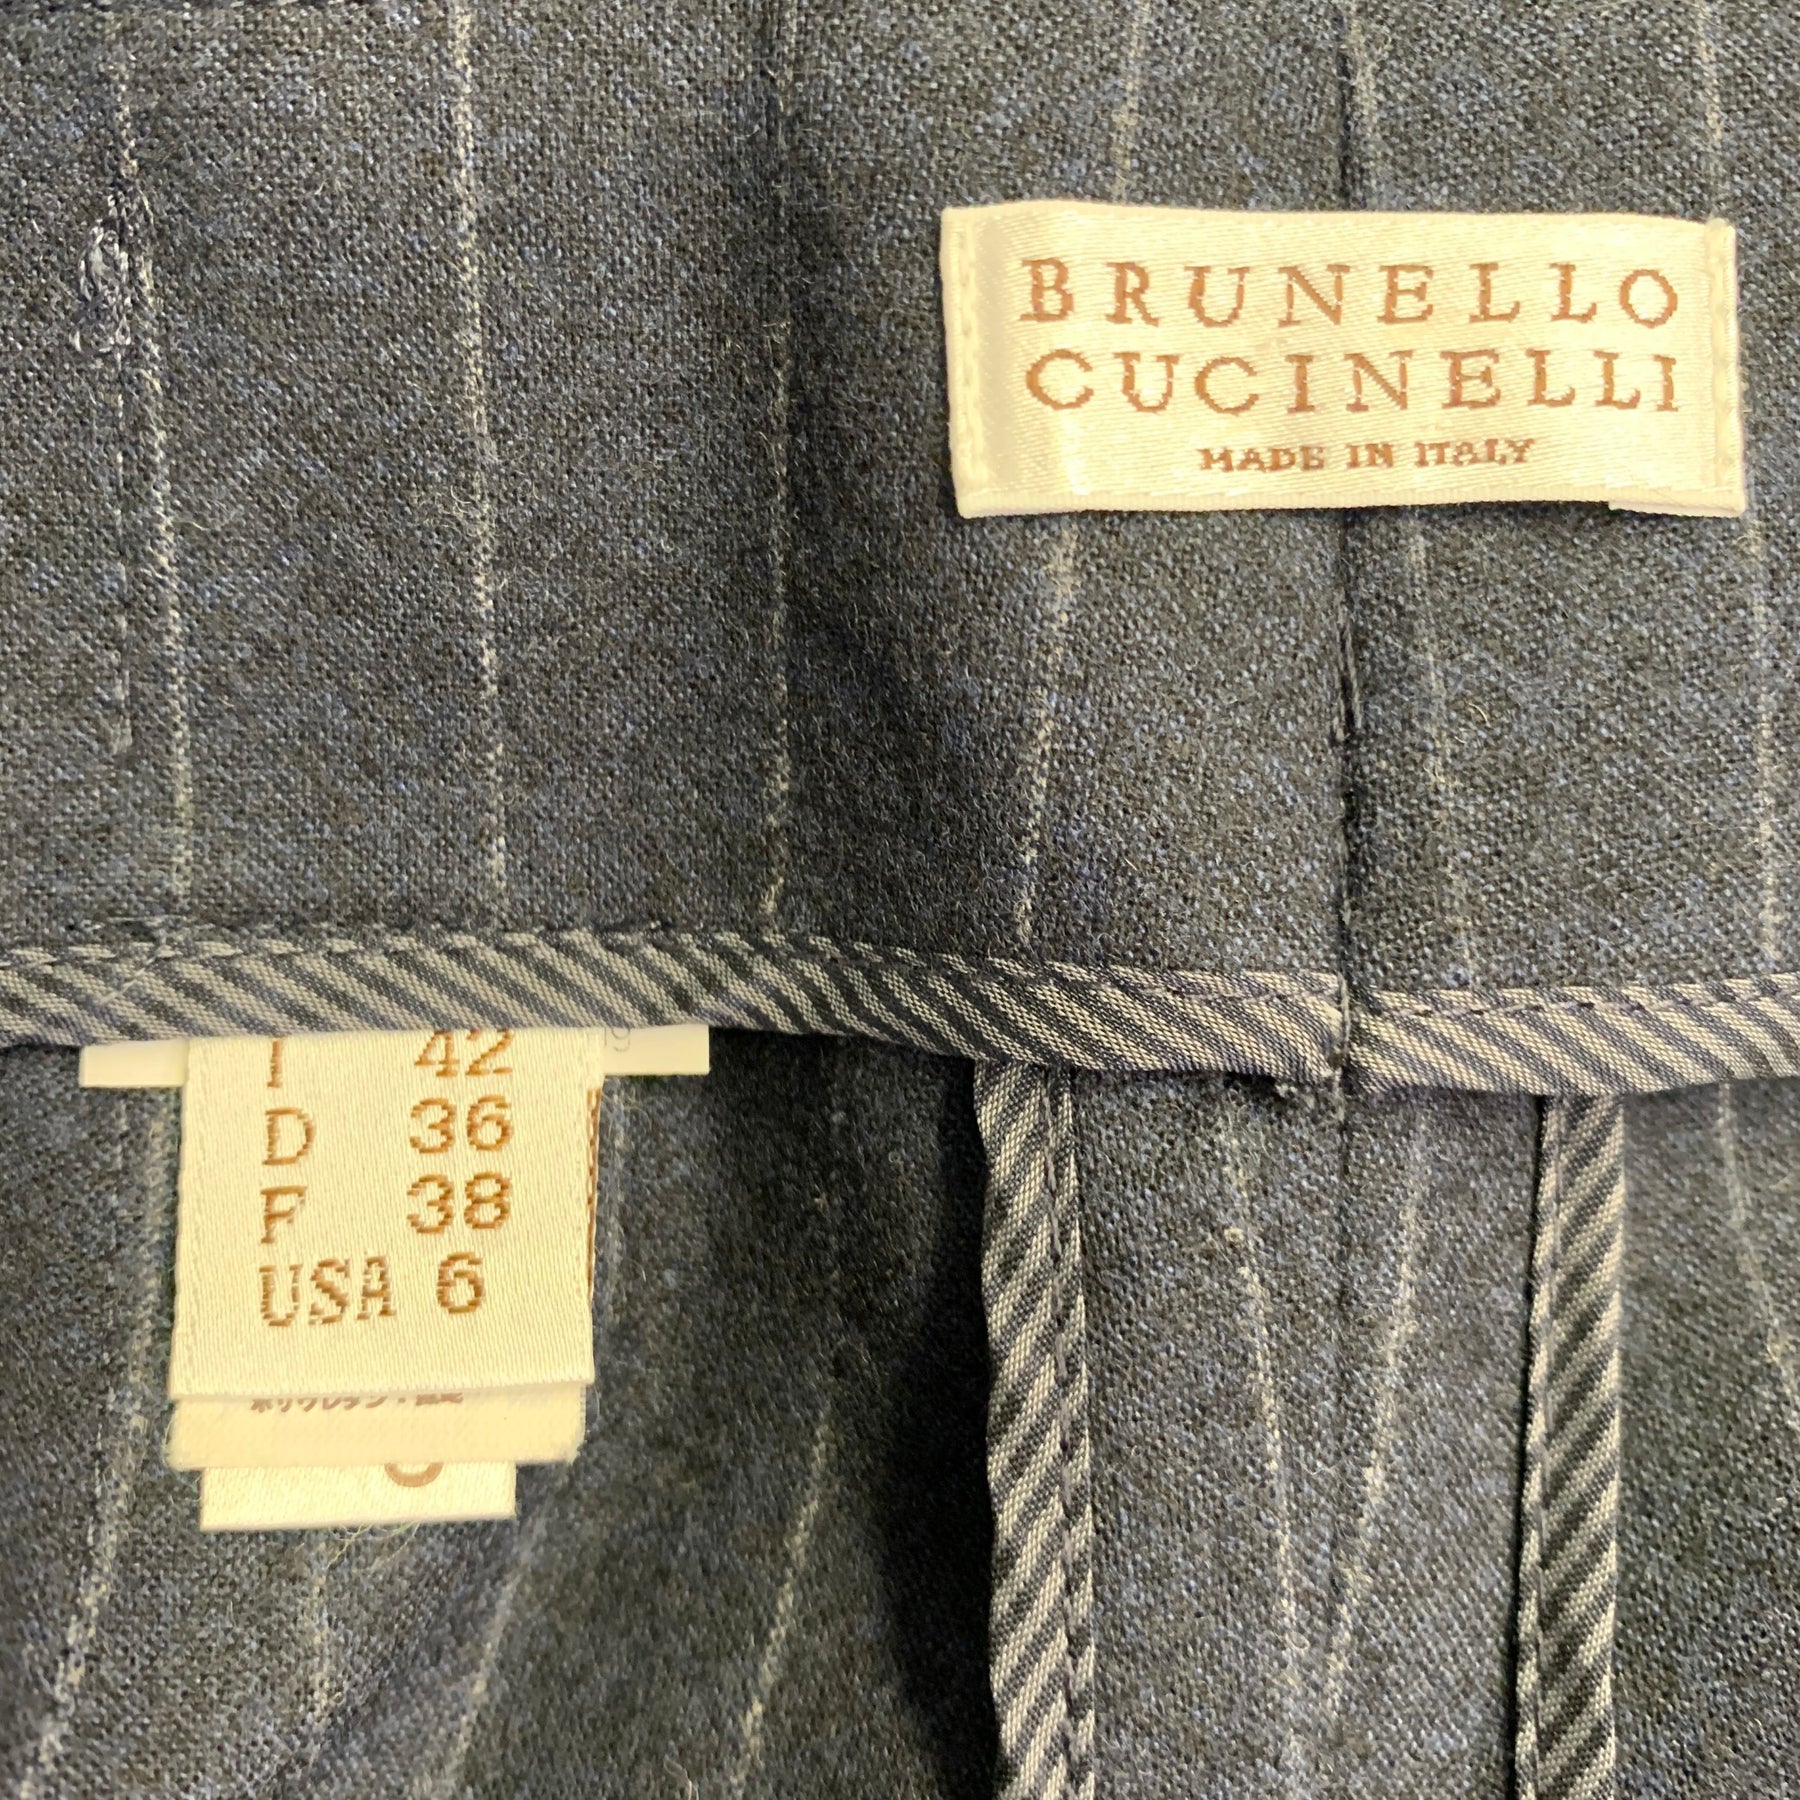 BRUNELLO
CUCINELLI
MADE IN ITALY
I 42
D 36
F 38
USA 6